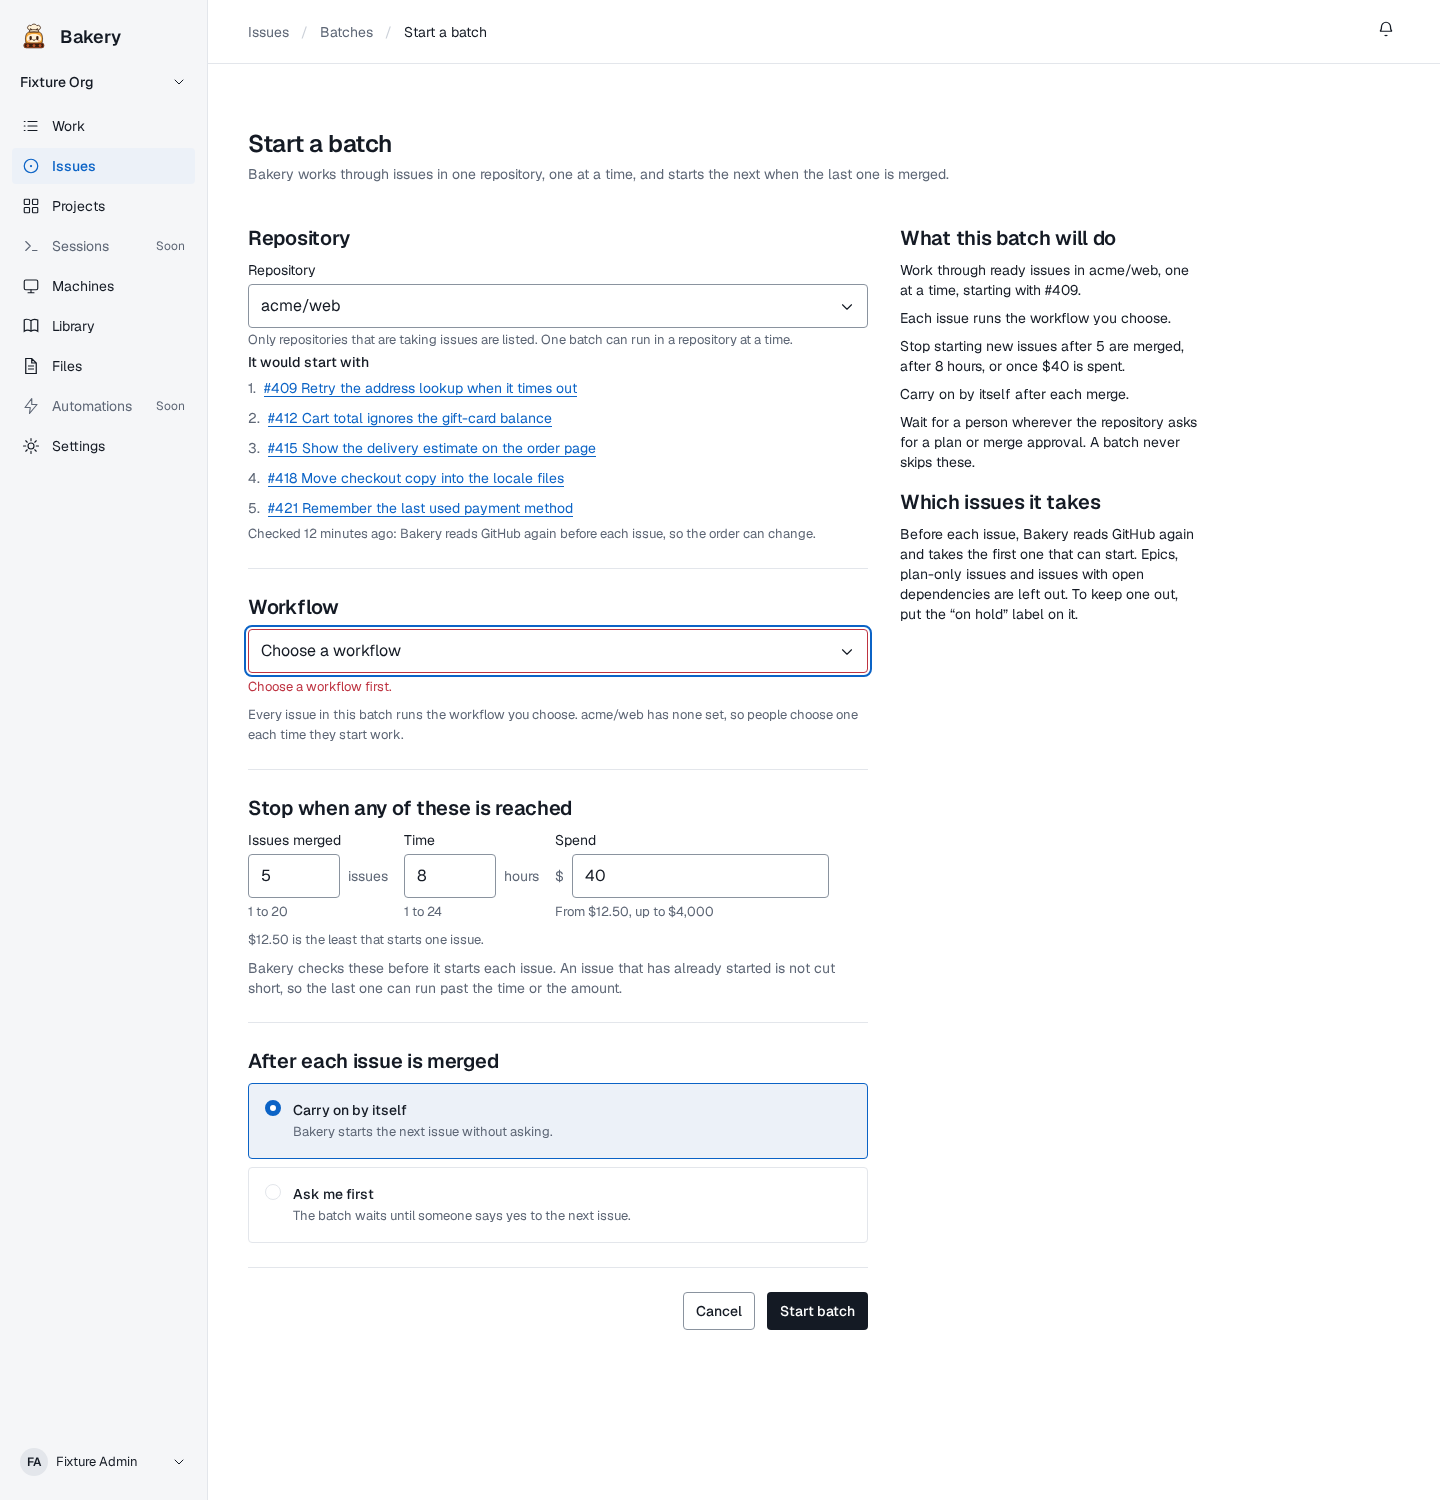 Bakery
Fixture Org
Work
Issues
Projects
Sessions Soon
Machines
Library
Files
Automations Soon
Settings
FA Fixture Admin
Issues / Batches / Start a batch
Start a batch
Bakery works through issues in one repository, one at a time, and starts the next when the last one is merged.
Repository
Repository
acme/web
Only repositories that are taking issues are listed. One batch can run in a repository at a time.
It would start with
1. #409 Retry the address lookup when it times out
2. #412 Cart total ignores the gift-card balance
3. #415 Show the delivery estimate on the order page
4. #418 Move checkout copy into the locale files
5. #421 Remember the last used payment method
Checked 12 minutes ago: Bakery reads GitHub again before each issue, so the order can change.
Workflow
Choose a workflow
Choose a workflow first.
Every issue in this batch runs the workflow you choose. acme/web has none set, so people choose one
each time they start work.
Stop when any of these is reached
Issues merged Time Spend
5 issues 8 hours $ 40
1 to 20 1 to 24 From $12.50, up to $4,000
$12.50 is the least that starts one issue.
Bakery checks these before it starts each issue. An issue that has already started is not cut
short, so the last one can run past the time or the amount.
After each issue is merged
Carry on by itself
Bakery starts the next issue without asking.
Ask me first
The batch waits until someone says yes to the next issue.
Cancel Start batch
What this batch will do
Work through ready issues in acme/web, one
at a time, starting with #409.
Each issue runs the workflow you choose.
Stop starting new issues after 5 are merged,
after 8 hours, or once $40 is spent.
Carry on by itself after each merge.
Wait for a person wherever the repository asks
for a plan or merge approval. A batch never
skips these.
Which issues it takes
Before each issue, Bakery reads GitHub again
and takes the first one that can start. Epics,
plan-only issues and issues with open
dependencies are left out. To keep one out,
put the “on hold” label on it.